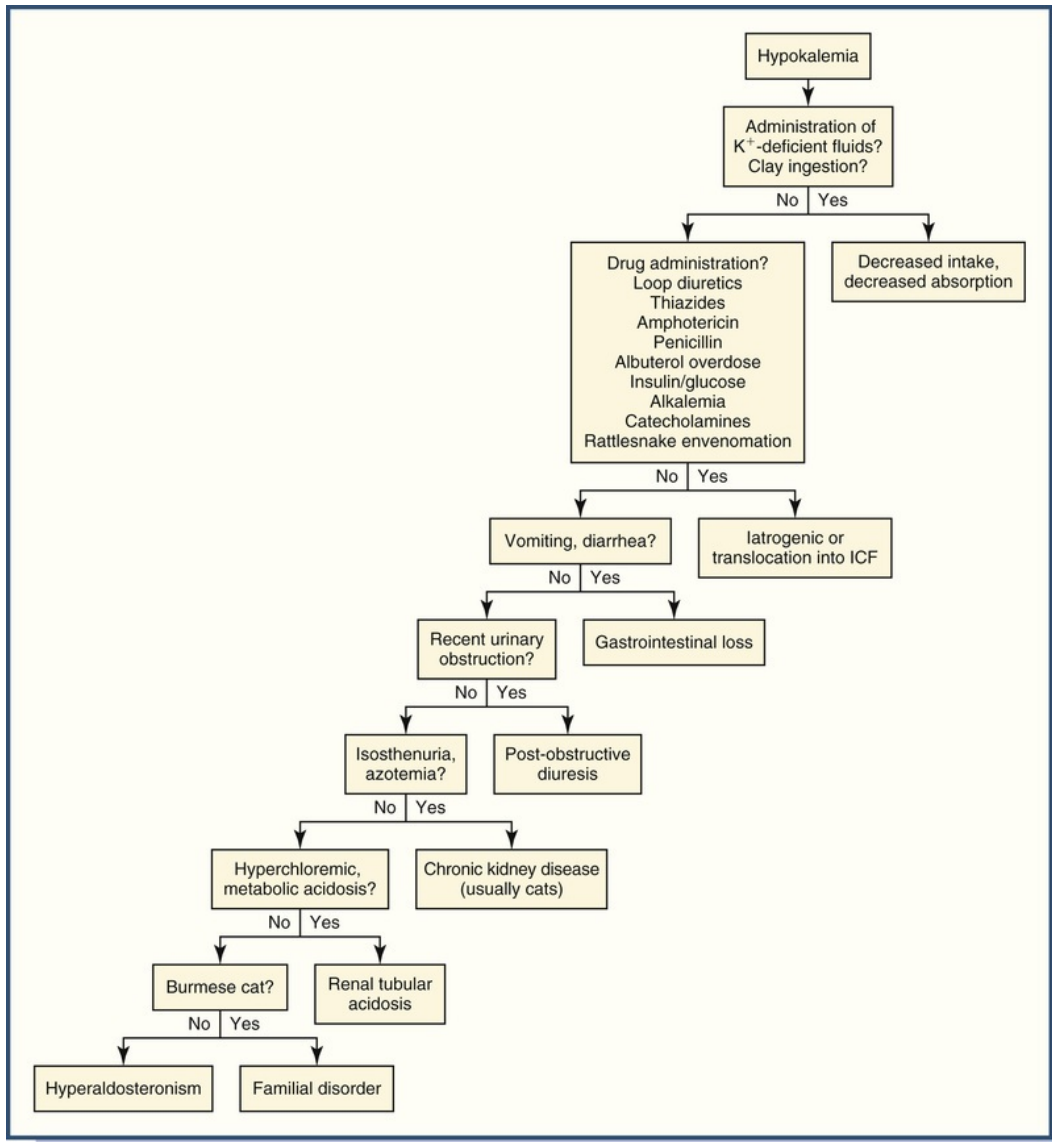 Hypokalemia
Administration of
K⁺-deficient fluids?
Clay ingestion?
No Yes
Drug administration?
Loop diuretics
Thiazides
Amphotericin
Penicillin
Albuterol overdose
Insulin/glucose
Alkalemia
Catecholamines
Rattlesnake envenomation
Decreased intake,
decreased absorption
No Yes
Vomiting, diarrhea?
Iatrogenic or
translocation into ICF
No Yes
Recent urinary
obstruction?
Gastrointestinal loss
No Yes
Isosthenuria,
azotemia?
Post-obstructive
diuresis
No Yes
Hyperchloremic,
metabolic acidosis?
Chronic kidney disease
(usually cats)
No Yes
Burmese cat?
Renal tubular
acidosis
No Yes
Hyperaldosteronism
Familial disorder